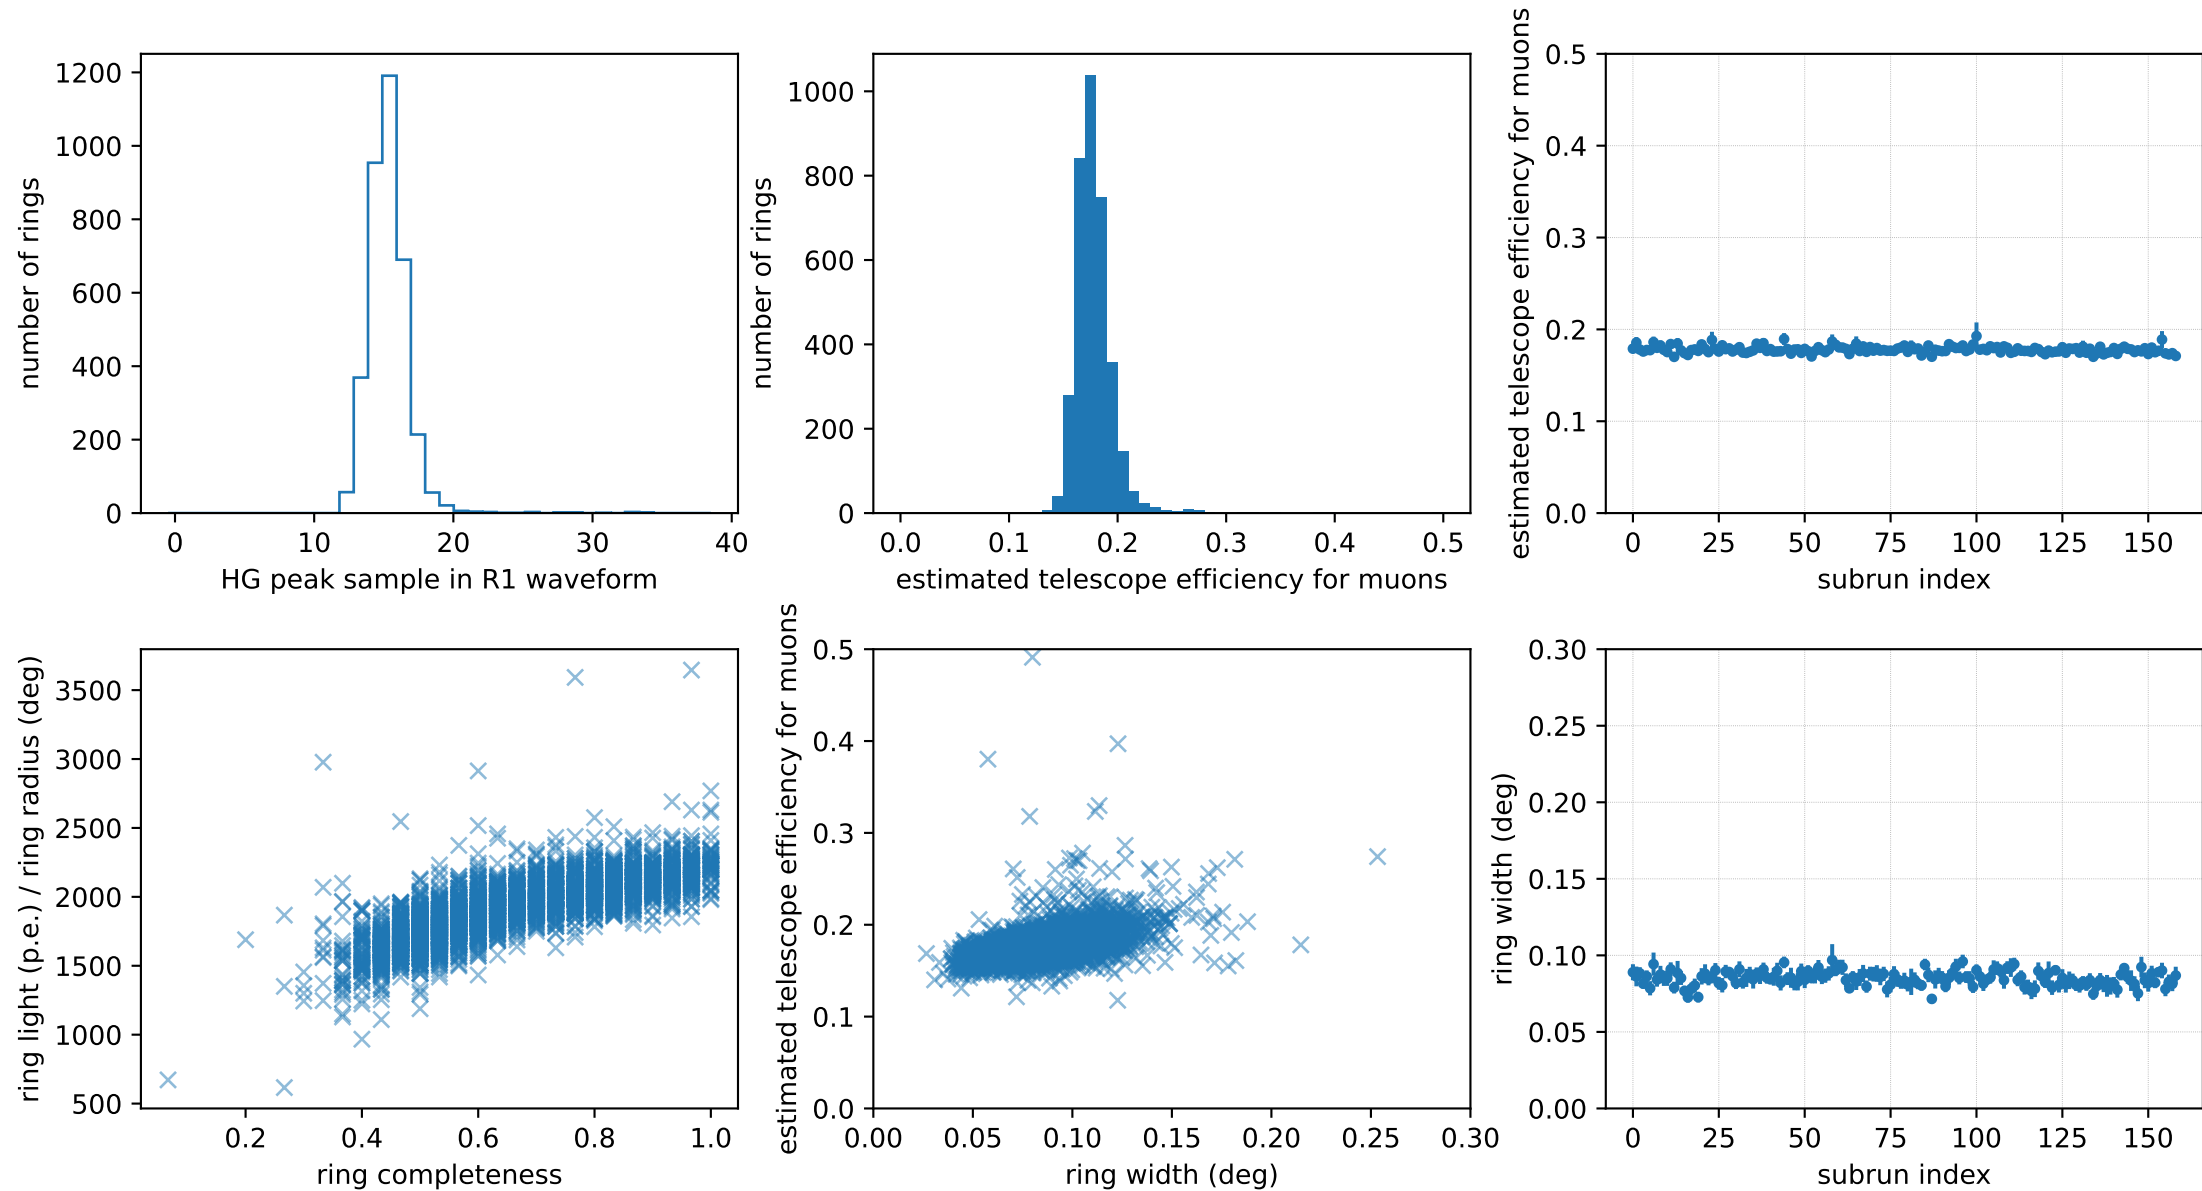 number of rings
1200
1000
800
600
400
200
0
0 10 20 30 40
HG peak sample in R1 waveform
number of rings
1000
800
600
400
200
0
0.0 0.1 0.2 0.3 0.4 0.5
estimated telescope efficiency for muons
estimated telescope efficiency for muons
0.5
0.4
0.3
0.2
0.1
0.0
0 25 50 75 100 125 150
subrun index
ring light (p.e.) / ring radius (deg)
3500
3000
2500
2000
1500
1000
500
0.2 0.4 0.6 0.8 1.0
ring completeness
estimated telescope efficiency for muons
0.5
0.4
0.3
0.2
0.1
0.0
0.00 0.05 0.10 0.15 0.20 0.25 0.30
ring width (deg)
ring width (deg)
0.30
0.25
0.20
0.15
0.10
0.05
0.00
0 25 50 75 100 125 150
subrun index